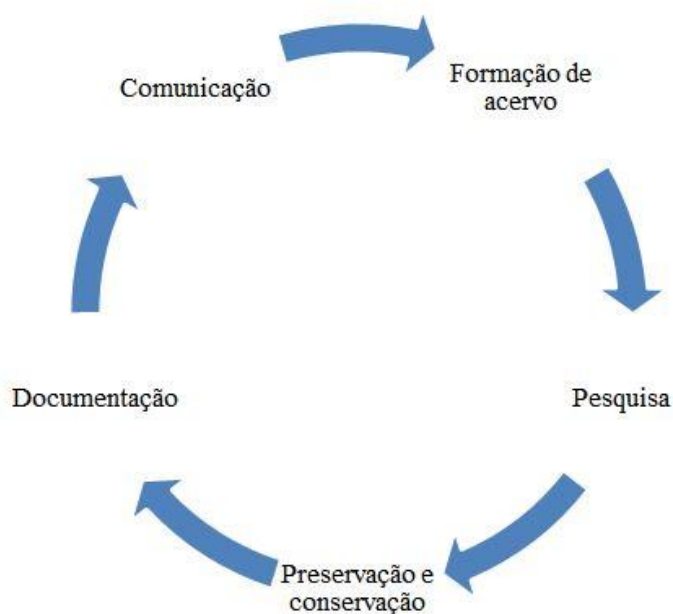 Comunicação
Formação de
acervo
Pesquisa
Preservação e
conservação
Documentação